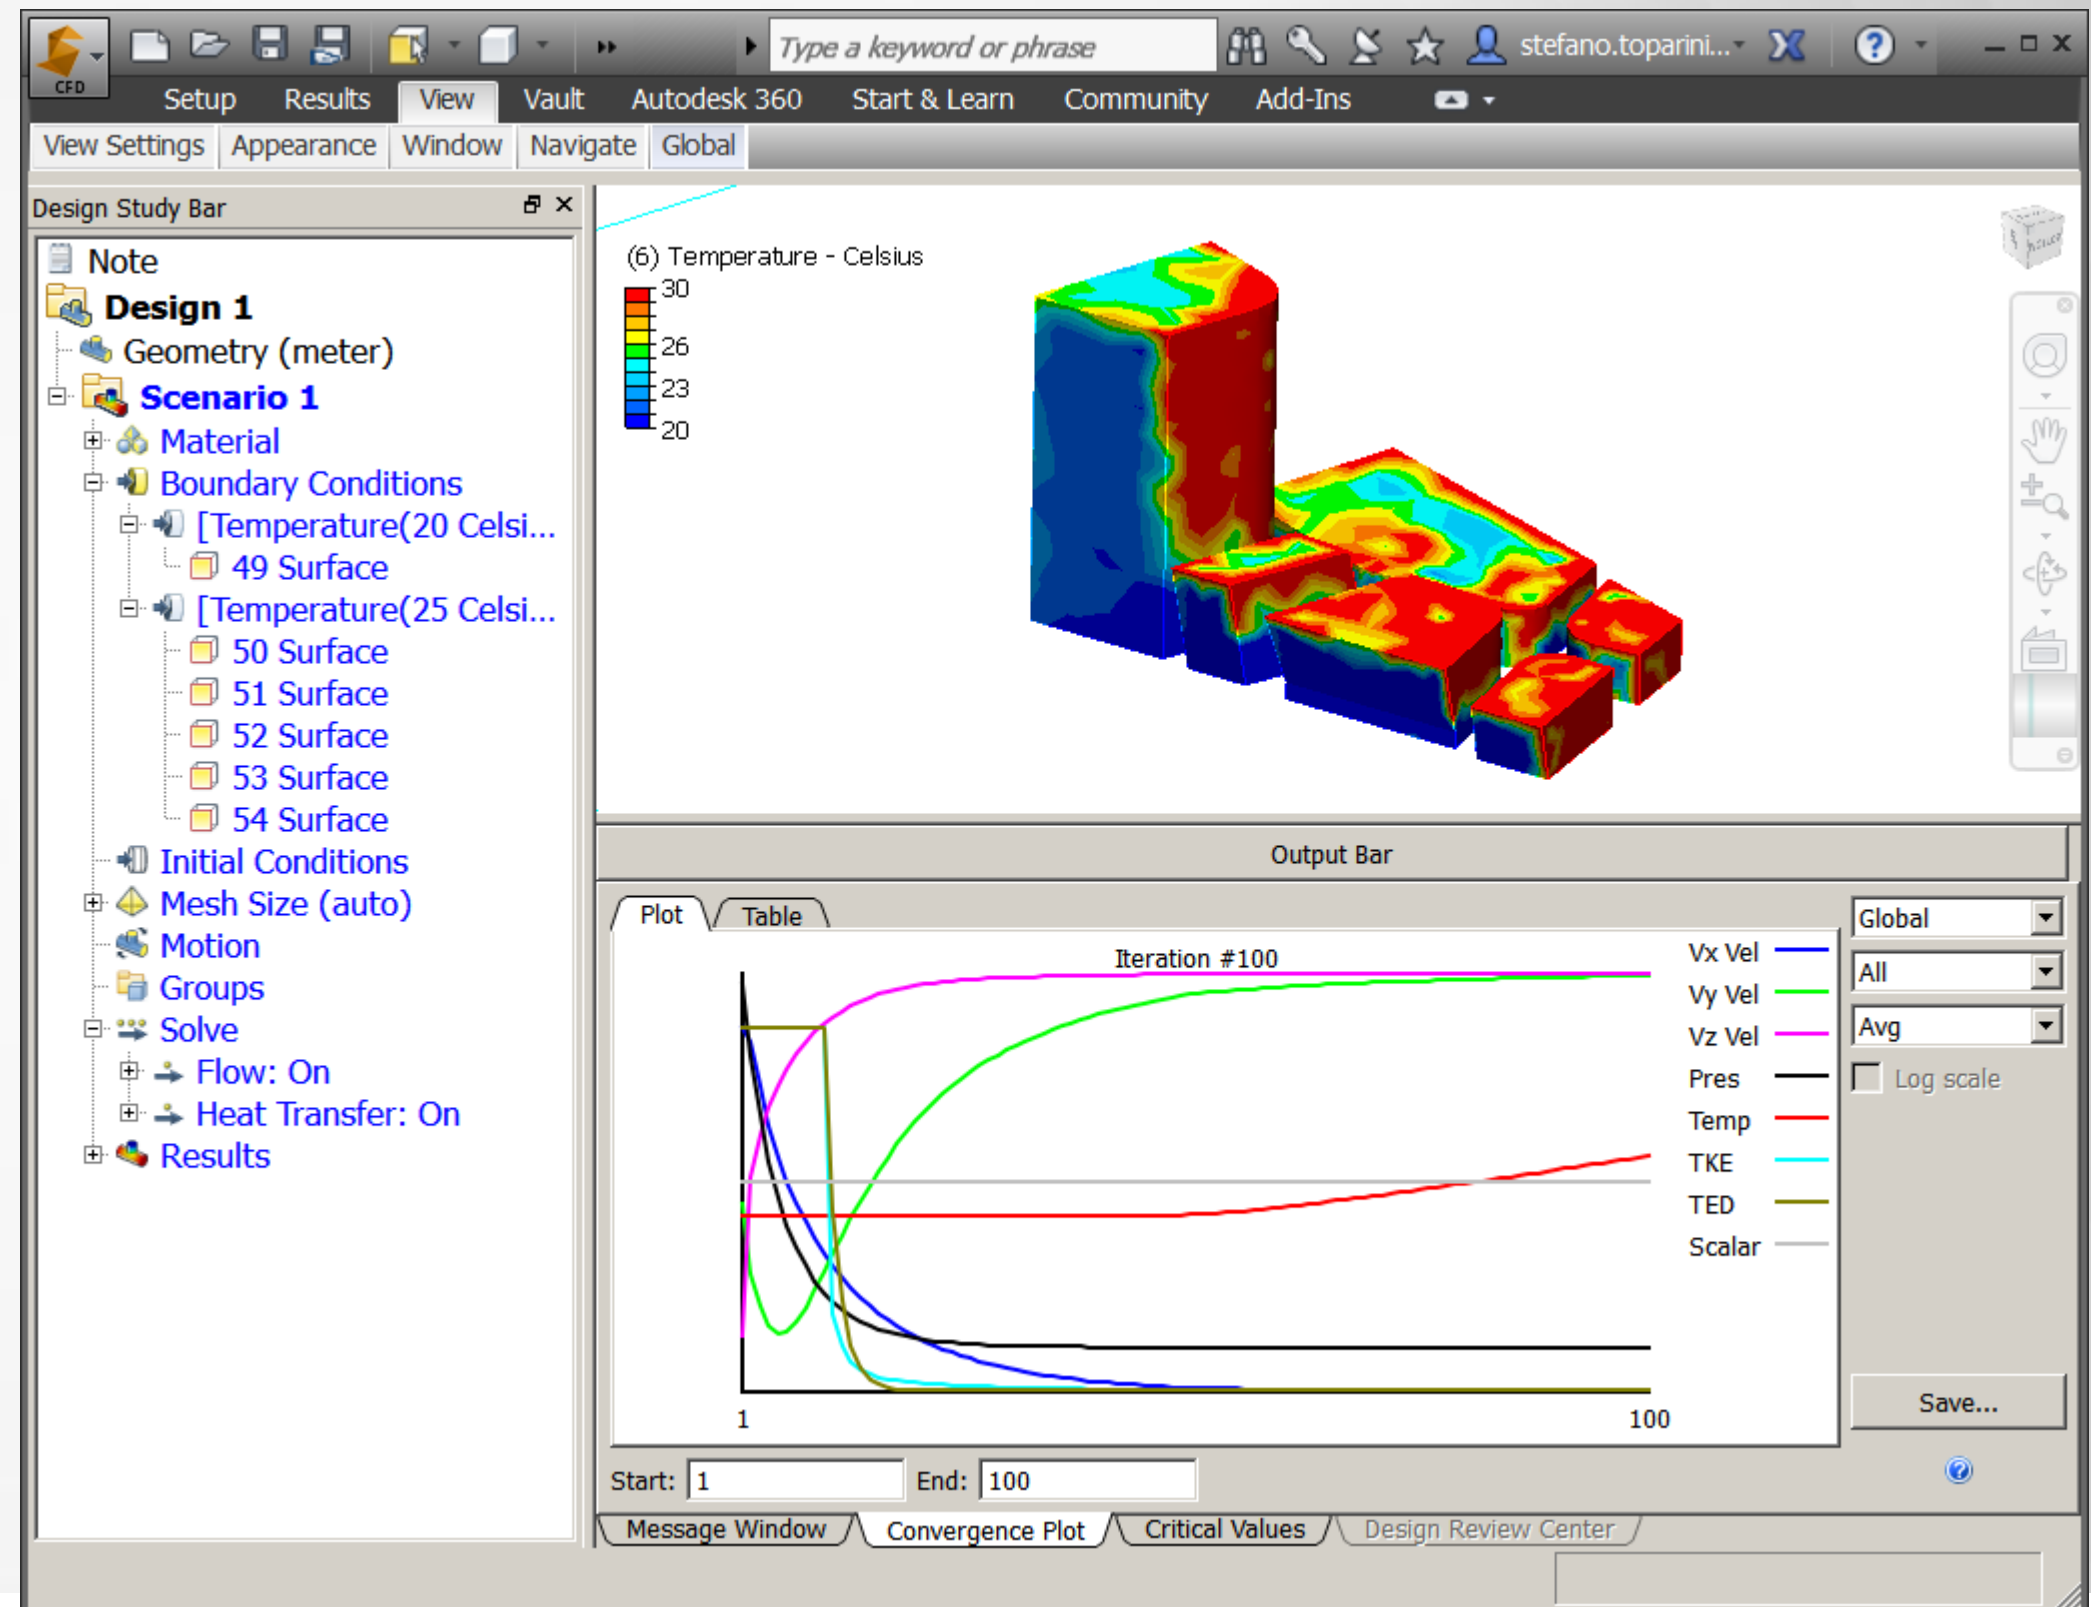 Type a keyword or phrase
stefano.toparini...
CFD
Setup Results View Vault Autodesk 360 Start & Learn Community Add-Ins
View Settings Appearance Window Navigate Global
Design Study Bar
Note
Design 1
Geometry (meter)
Scenario 1
Material
Boundary Conditions
[Temperature(20 Celsi...
49 Surface
[Temperature(25 Celsi...
50 Surface
51 Surface
52 Surface
53 Surface
54 Surface
Initial Conditions
Mesh Size (auto)
Motion
Groups
Solve
Flow: On
Heat Transfer: On
Results
(6) Temperature - Celsius
30
26
23
20
Output Bar
Plot Table
Iteration #100
Vx Vel
Vy Vel
Vz Vel
Pres
Temp
TKE
TED
Scalar
1 100
Global
All
Avg
Log scale
Save...
Start: 1 End: 100
Message Window Convergence Plot Critical Values Design Review Center